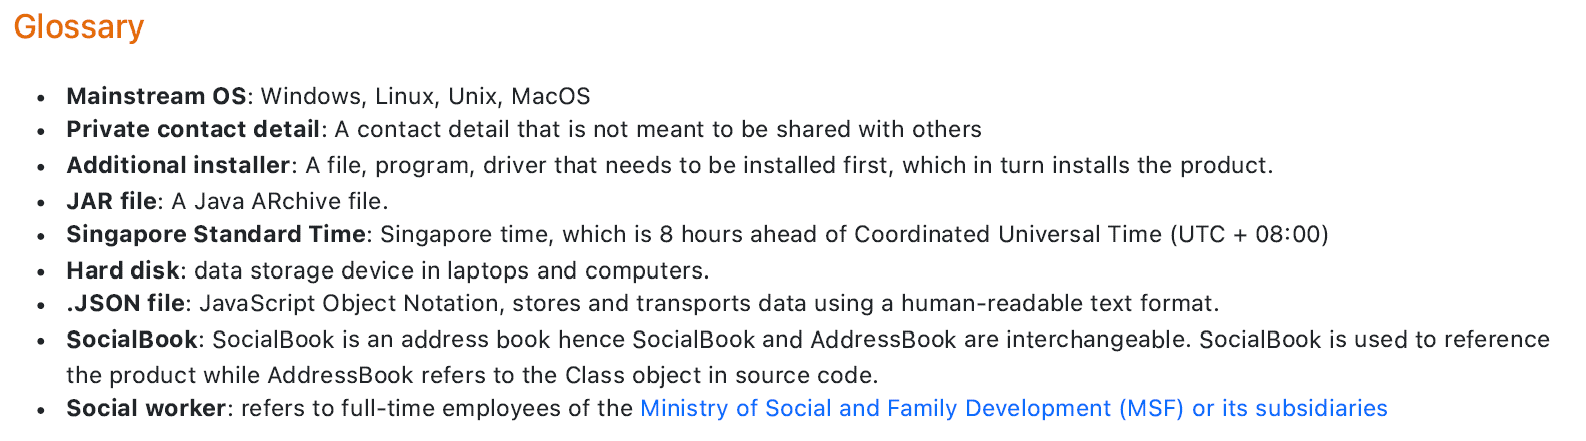 Glossary
• Mainstream OS: Windows, Linux, Unix, MacOS
• Private contact detail: A contact detail that is not meant to be shared with others
• Additional installer: A file, program, driver that needs to be installed first, which in turn installs the product.
• JAR file: A Java ARchive file.
• Singapore Standard Time: Singapore time, which is 8 hours ahead of Coordinated Universal Time (UTC + 08:00)
• Hard disk: data storage device in laptops and computers.
• .JSON file: JavaScript Object Notation, stores and transports data using a human-readable text format.
• SocialBook: SocialBook is an address book hence SocialBook and AddressBook are interchangeable. SocialBook is used to reference
the product while AddressBook refers to the Class object in source code.
• Social worker: refers to full-time employees of the Ministry of Social and Family Development (MSF) or its subsidiaries